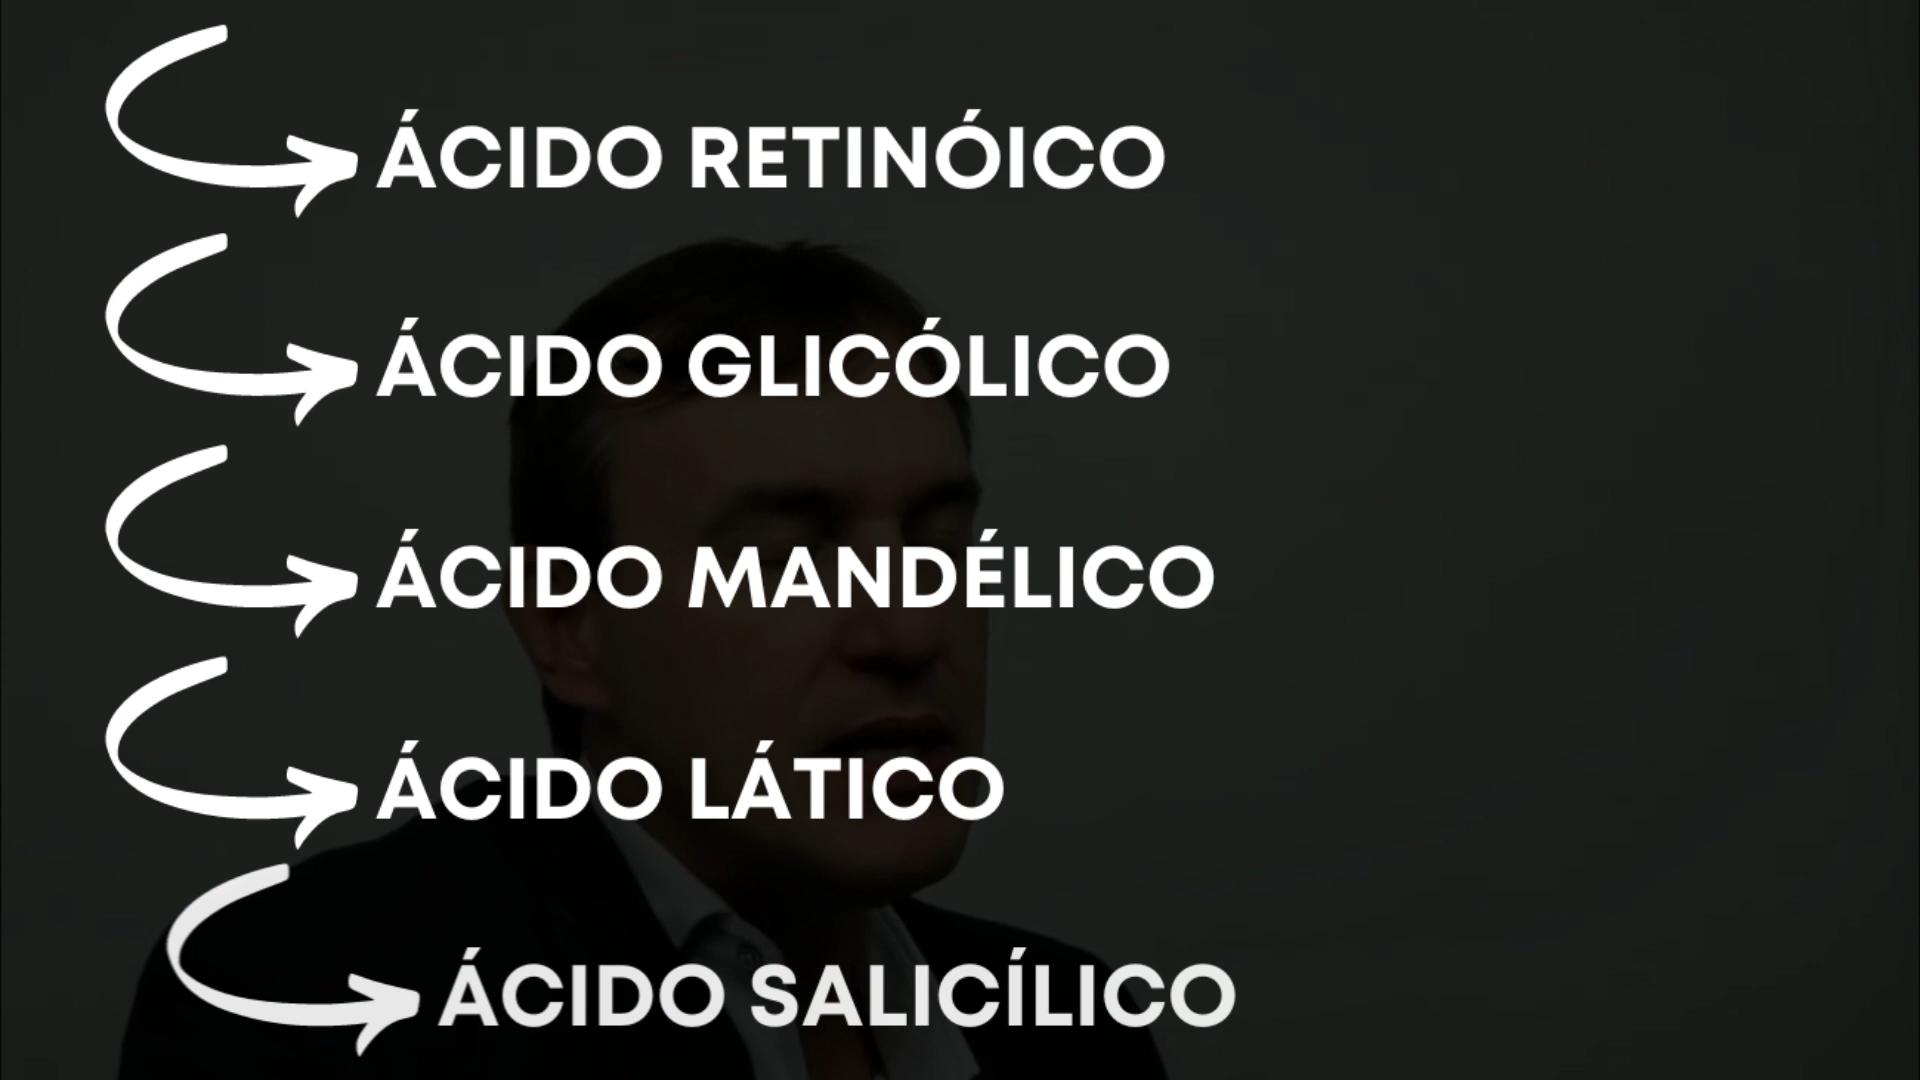 ÁCIDO RETINÓICO
ÁCIDO GLICÓLICO
ÁCIDO MANDÉLICO
ÁCIDO LÁTICO
ÁCIDO SALICÍLICO